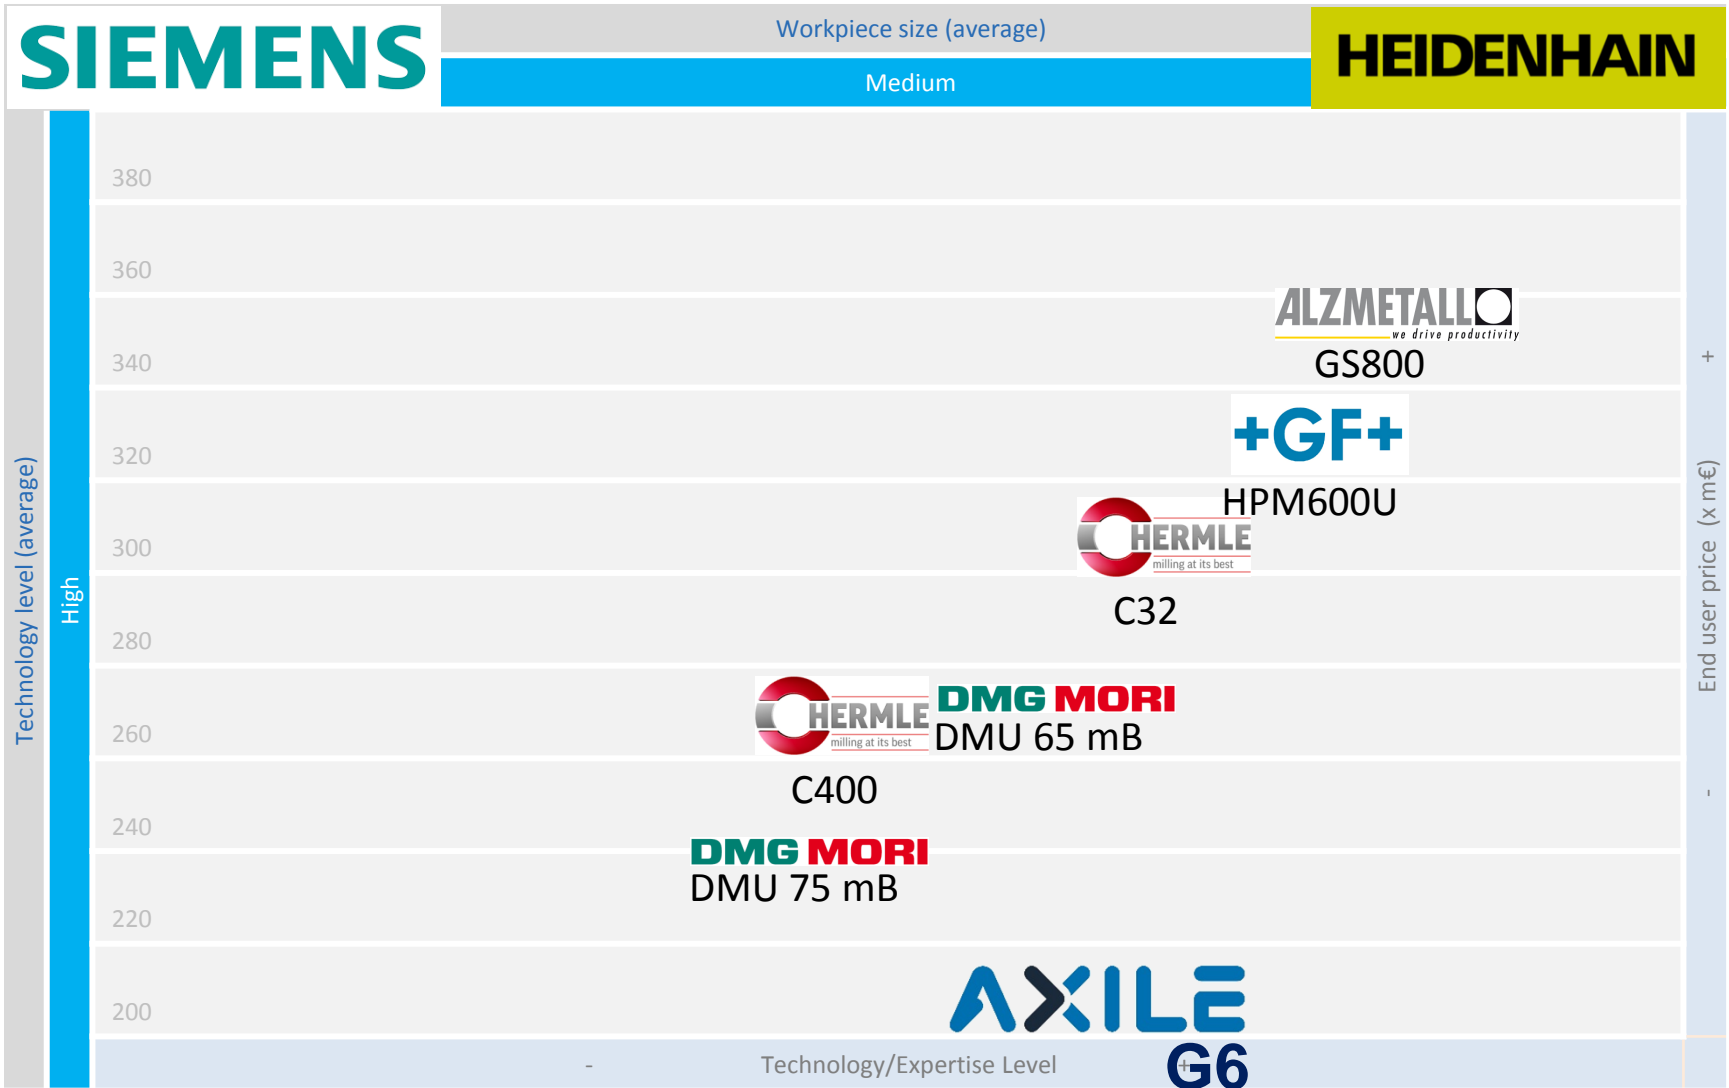 SIEMENS
Workpiece size (average)
Medium
HEIDENHAIN
Technology level (average)
High
380
360
ALZMETALL
we drive productivity
340
GS800
+
+GF+
320
HPM600U
HERMLE
milling at its best
300
C32
280
End user price (x m€)
HERMLE
milling at its best
DMG MORI
260
DMU 65 mB
C400
-
240
DMG MORI
DMU 75 mB
220
AXILE
200
G6
-
Technology/Expertise Level
+